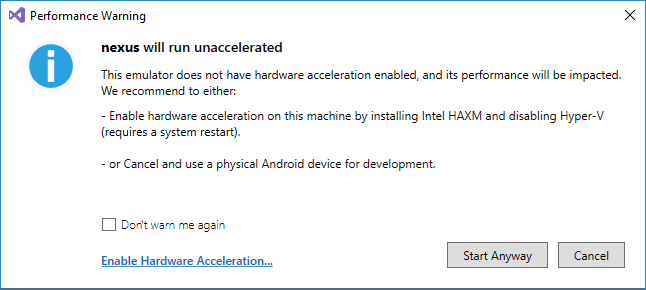 Performance Warning
nexus will run unaccelerated
This emulator does not have hardware acceleration enabled, and its performance will be impacted.
We recommend to either:
- Enable hardware acceleration on this machine by installing Intel HAXM and disabling Hyper-V
(requires a system restart).
- or Cancel and use a physical Android device for development.
Don't warn me again
Enable Hardware Acceleration...
Start Anyway
Cancel